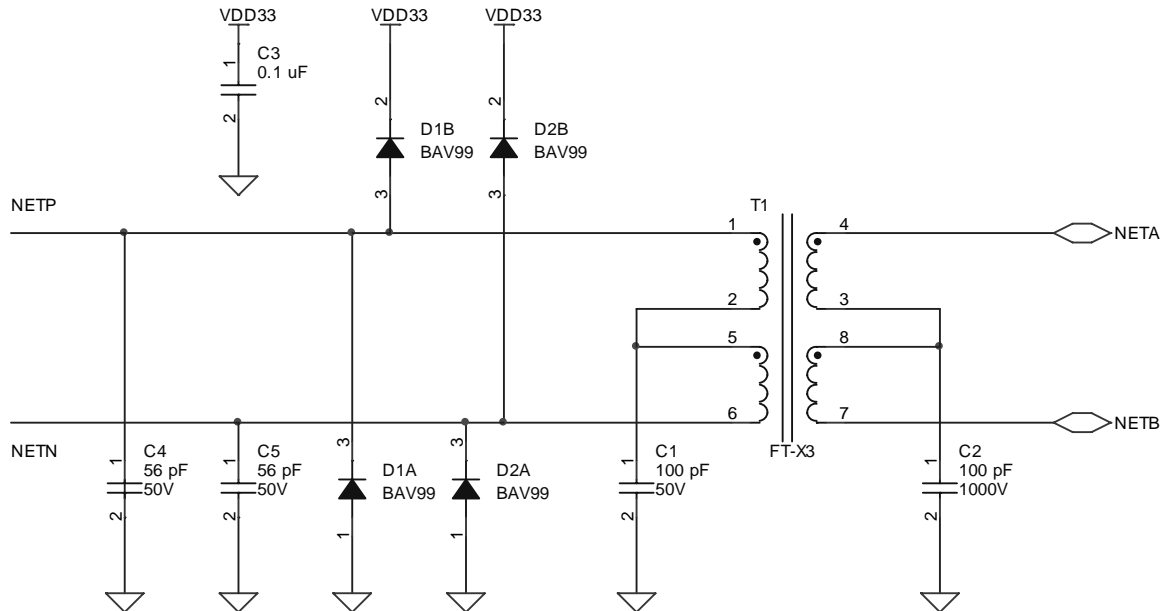 VDD33
VDD33
VDD33
C3
0.1 uF
1
2
2
2
D1B
BAV99
D2B
BAV99
3
3
NETP
T1
1
4
NETA
2
3
5
8
6
7
NETB
NETN
FT-X3
C4
56 pF
50V
1
2
C5
56 pF
50V
1
2
3
D1A
BAV99
1
3
D2A
BAV99
1
C1
100 pF
50V
1
2
C2
100 pF
1000V
1
2